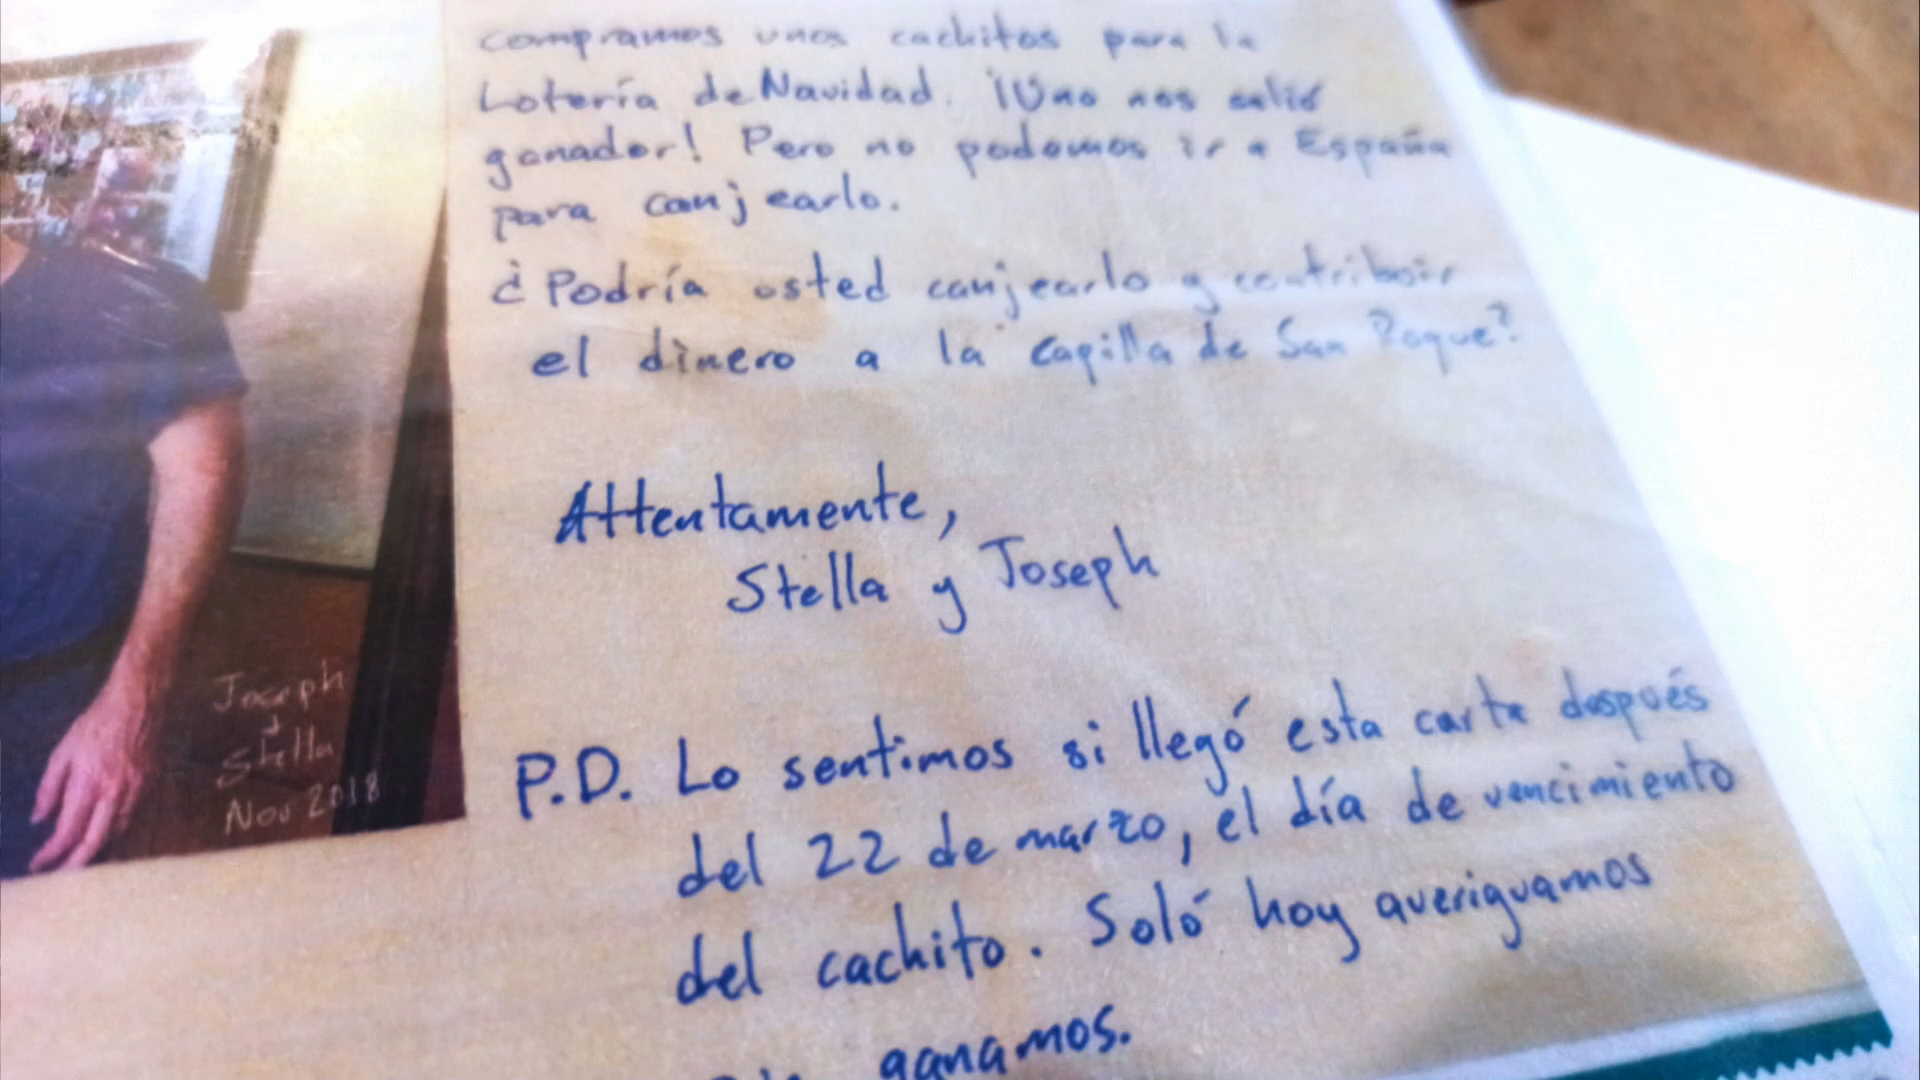 compramos unos cachitos para la
Lotería de Navidad. ¡Uno nos salió
ganador! Pero no podemos ir a España
para canjearlo.
¿Podría usted canjearlo y contribuir
el dinero a la Capilla de San Roque?
Attentamente,
Stella y Joseph
P.D. Lo sentimos si llegó esta carta después
del 22 de marzo, el día de vencimiento
del cachito. Soló hoy averiguamos
ganamos.
Joseph
y
Stella
Nov 2018